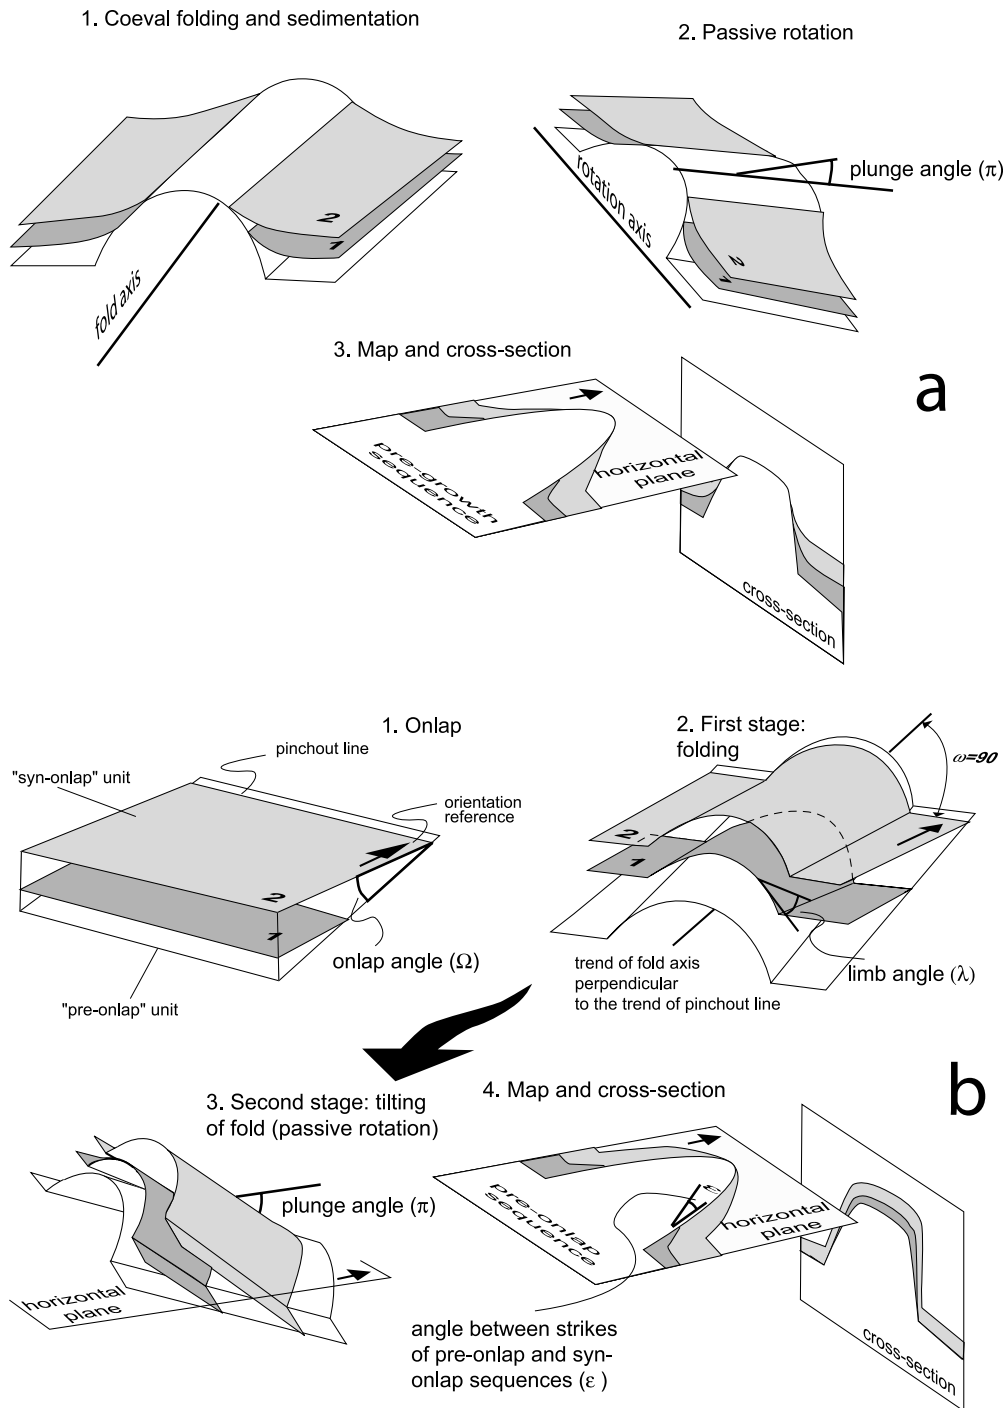 1. Coeval folding and sedimentation
2. Passive rotation
plunge angle (π)
rotation axis
2
1
fold axis
2
1
3. Map and cross-section
a
pre-growth
sequence
horizontal
plane
cross-section
1. Onlap
pinchout line
"syn-onlap" unit
orientation
reference
2
1
onlap angle (Ω)
"pre-onlap" unit
2. First stage:
folding
ω=90
2
1
trend of fold axis
perpendicular
to the trend of pinchout line
limb angle (λ)
b
3. Second stage: tilting
of fold (passive rotation)
plunge angle (π)
horizontal
plane
4. Map and cross-section
pre-onlap
sequence
ε
horizontal
plane
cross-section
angle between strikes
of pre-onlap and syn-
onlap sequences (ε )